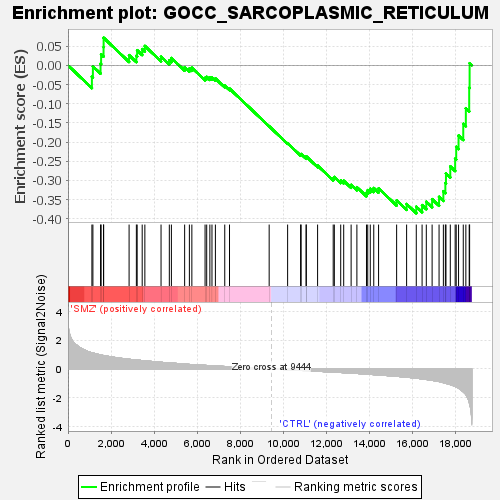 Enrichment plot: GOCC_SARCOPLASMIC_RETICULUM
Enrichment score (ES)
0.05
0.00
-0.05
-0.10
-0.15
-0.20
-0.25
-0.30
-0.35
-0.40
'SMZ' (positively correlated)
Ranked list metric (Signal2Noise)
4
2
0
-2
-4
Zero cross at 9444
'CTRL' (negatively correlated)
0 2,000 4,000 6,000 8,000 10,000 12,000 14,000 16,000 18,000
Rank in Ordered Dataset
Enrichment profile Hits Ranking metric scores